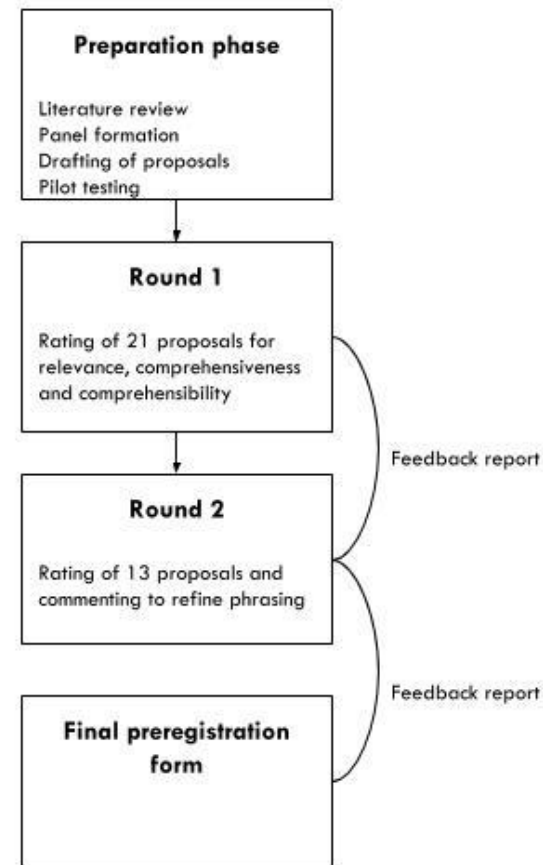 Preparation phase
Literature review
Panel formation
Drafting of proposals
Pilot testing
Round 1
Rating of 21 proposals for
relevance, comprehensiveness
and comprehensibility
Feedback report
Round 2
Rating of 13 proposals and
commenting to refine phrasing
Feedback report
Final preregistration
form